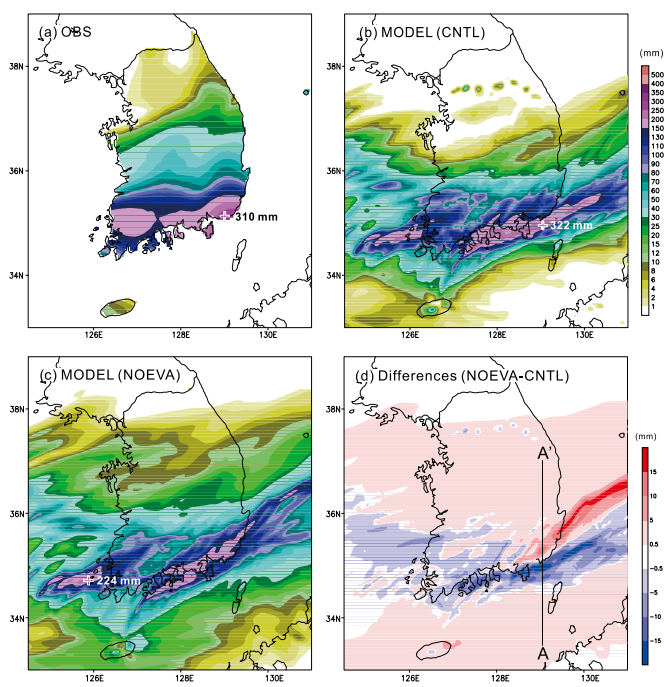 (a) OBS
(b) MODEL (CNTL)
(mm)
38N
36N
34N
310 mm
126E
128E
130E
38N
36N
34N
322 mm
126E
128E
130E
500
400
350
300
250
200
150
130
110
100
90
80
70
60
50
40
30
25
20
15
10
8
6
4
2
1
(c) MODEL (NOEVA)
(d) Differences (NOEVA-CNTL)
(mm)
38N
36N
34N
224 mm
126E
128E
130E
38N
36N
34N
A'
A
126E
128E
130E
15
10
5
0.5
-0.5
-5
-10
-15